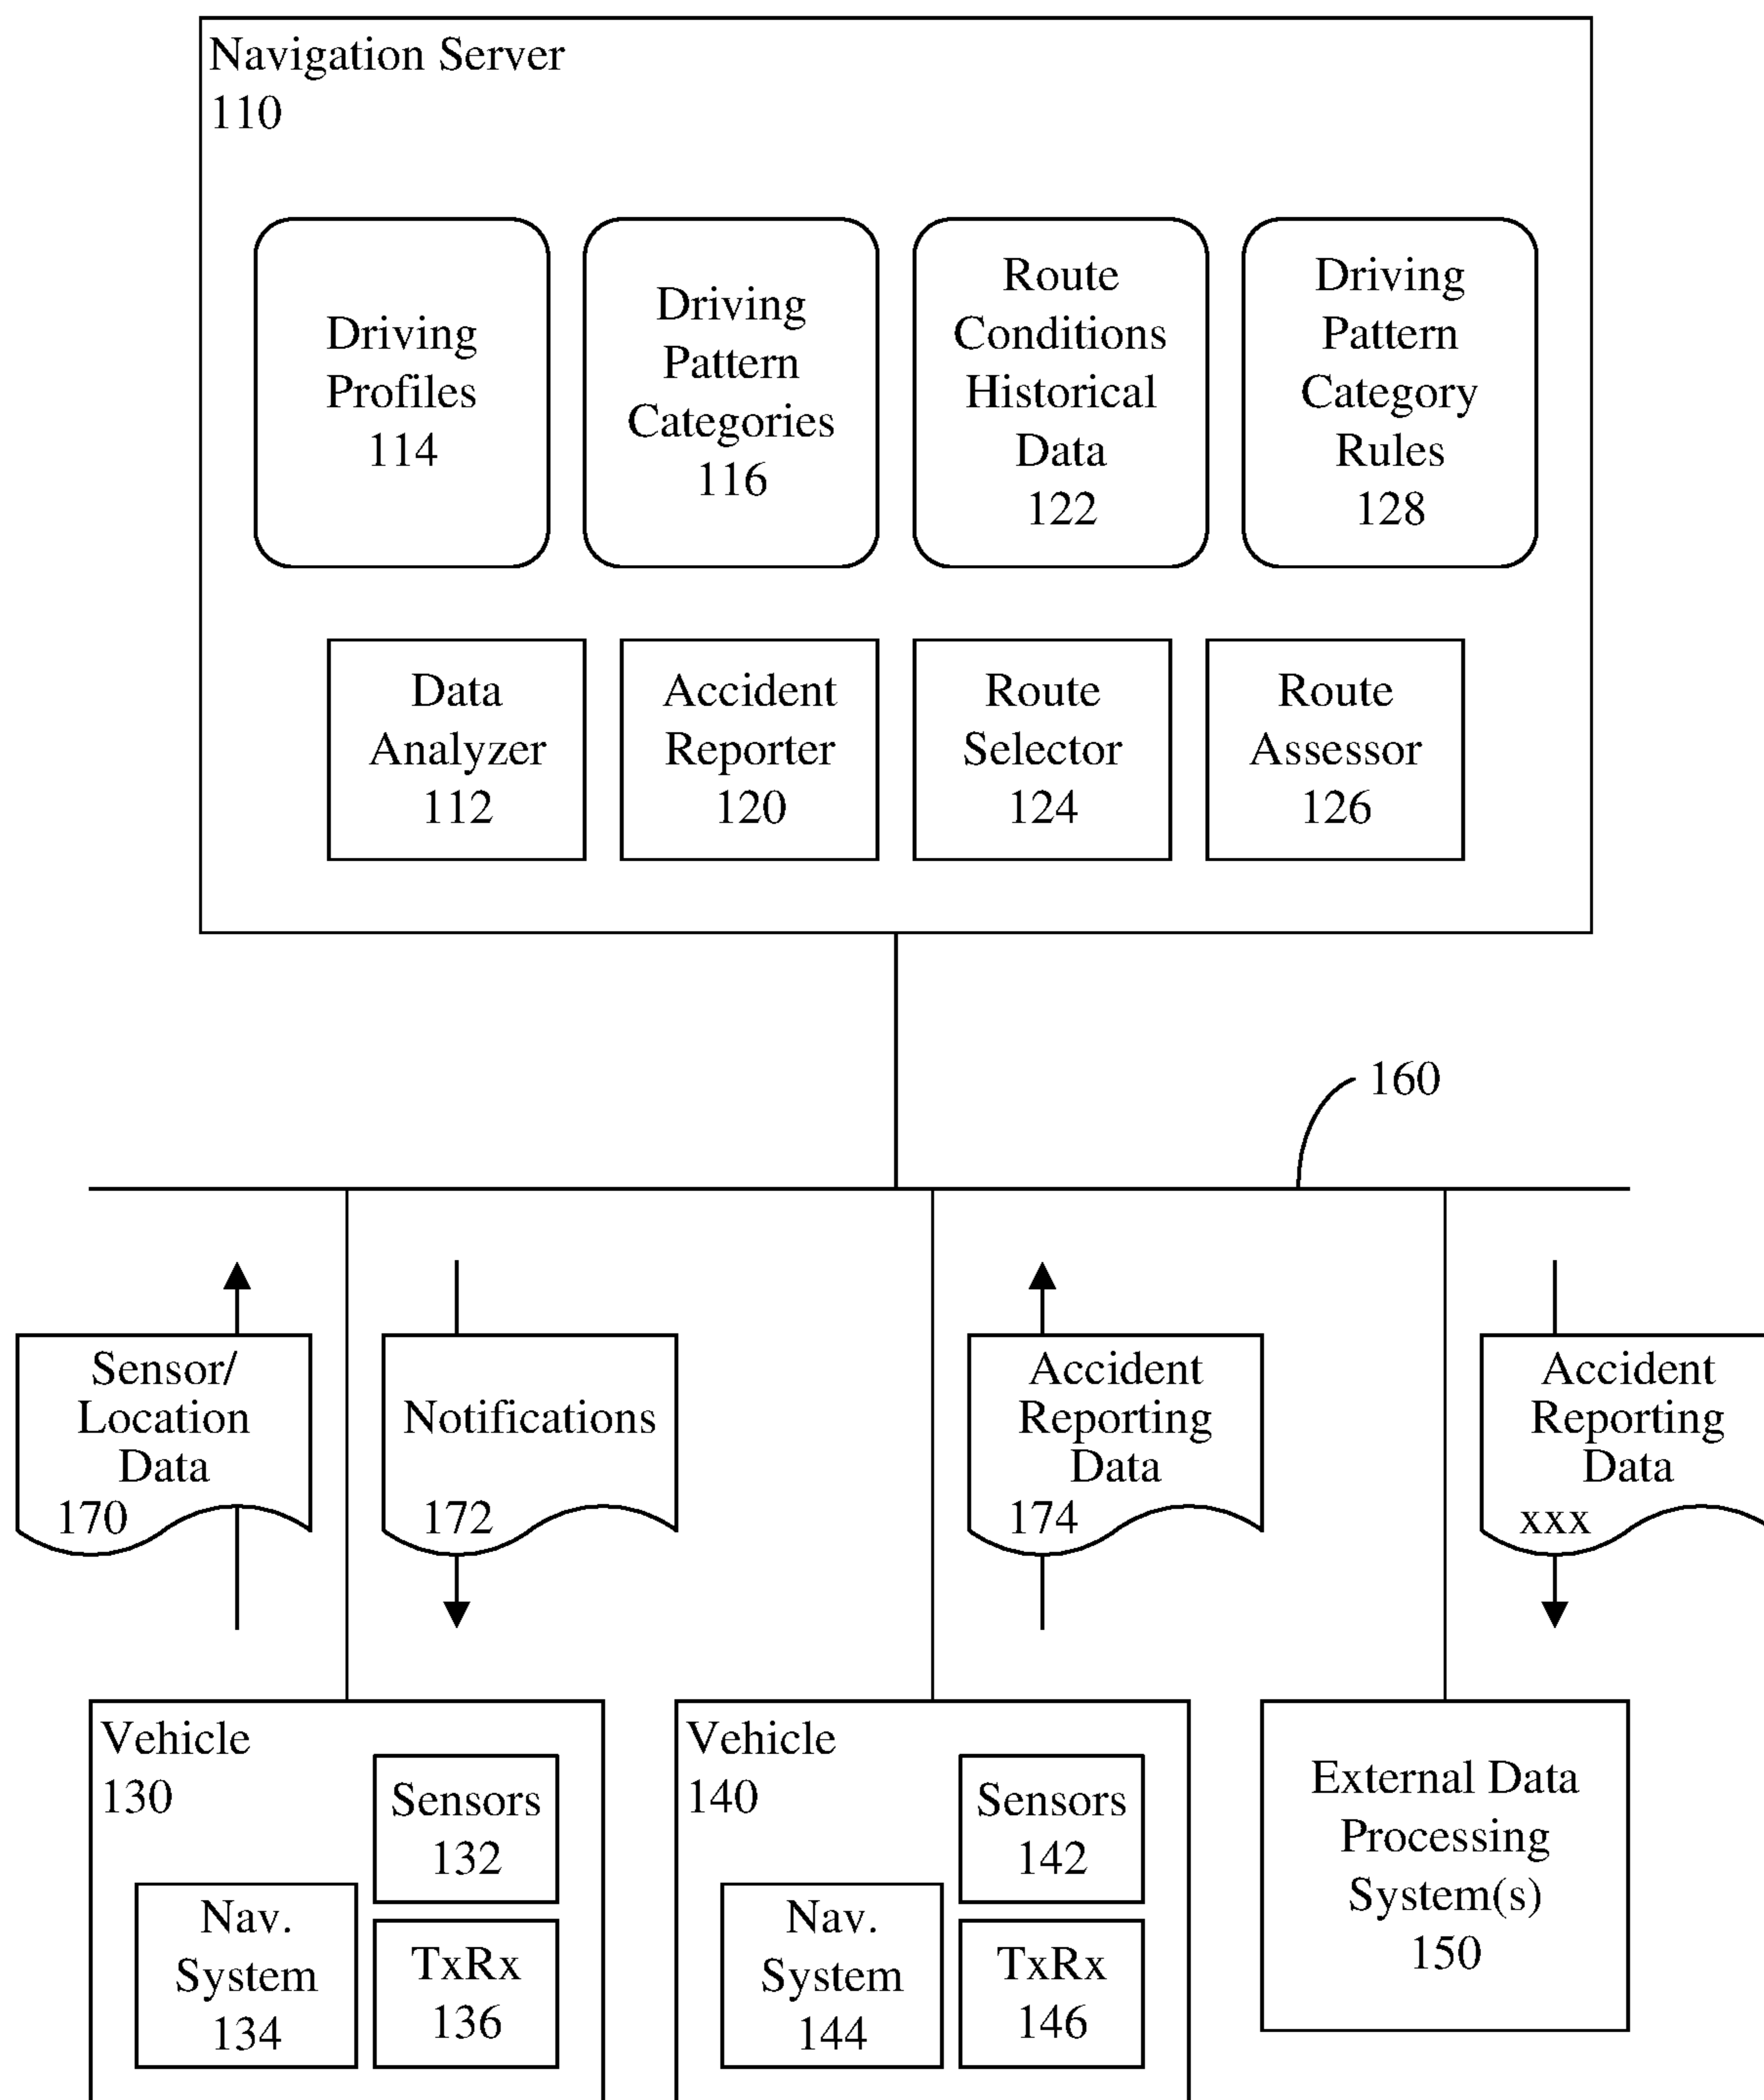 Navigation Server
110
Driving
Profiles
114
Driving
Pattern
Categories
116
Route
Conditions
Historical
Data
122
Driving
Pattern
Category
Rules
128
Data
Analyzer
112
Accident
Reporter
120
Route
Selector
124
Route
Assessor
126
160
Sensor/
Location
Data
170
Notifications
172
Accident
Reporting
Data
174
Accident
Reporting
Data
xxx
Vehicle
130
Sensors
132
Nav.
System
134
TxRx
136
Vehicle
140
Sensors
142
Nav.
System
144
TxRx
146
External Data
Processing
System(s)
150